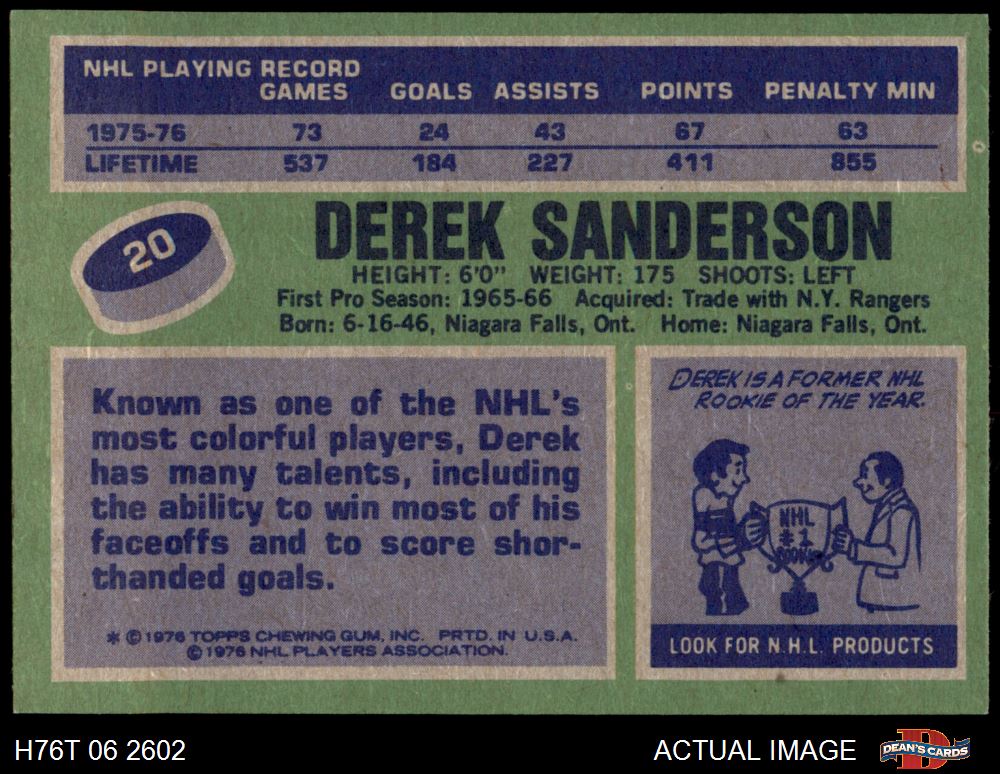 NHL PLAYING RECORD
GAMES GOALS ASSISTS POINTS PENALTY MIN
1975-76 73 24 43 67 63
LIFETIME 537 184 227 411 855
20
DEREK SANDERSON
HEIGHT: 6'0" WEIGHT: 175 SHOOTS: LEFT
First Pro Season: 1965-66 Acquired: Trade with N.Y. Rangers
Born: 6-16-46, Niagara Falls, Ont. Home: Niagara Falls, Ont.
Known as one of the NHL's
most colorful players, Derek
has many talents, including
the ability to win most of his
faceoffs and to score shor-
thanded goals.
* © 1976 TOPPS CHEWING GUM, INC. PRTD. IN U.S.A.
© 1976 NHL PLAYERS ASSOCIATION.
DEREK IS A FORMER NHL
ROOKIE OF THE YEAR.
NHL
#1
ROOKIE
LOOK FOR N.H.L. PRODUCTS
H76T 06 2602
ACTUAL IMAGE
DEAN'S CARDS